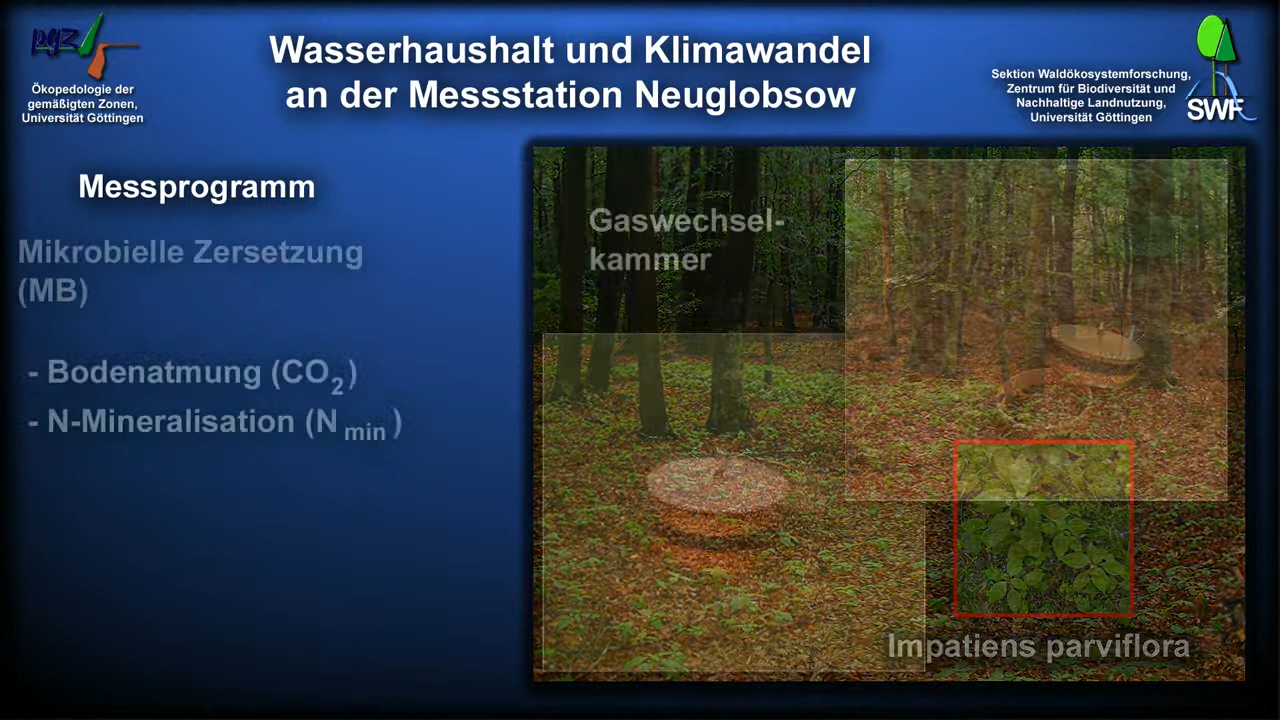 pgz
Ökopedologie der
gemäßigten Zonen,
Universität Göttingen
Wasserhaushalt und Klimawandel
an der Messstation Neuglobsow
Sektion Waldökosystemforschung,
Zentrum für Biodiversität und
Nachhaltige Landnutzung,
Universität Göttingen
SWF
Messprogramm
Mikrobielle Zersetzung
(MB)
- Bodenatmung (CO2)
- N-Mineralisation (N min)
Gaswechsel-
kammer
Impatiens parviflora